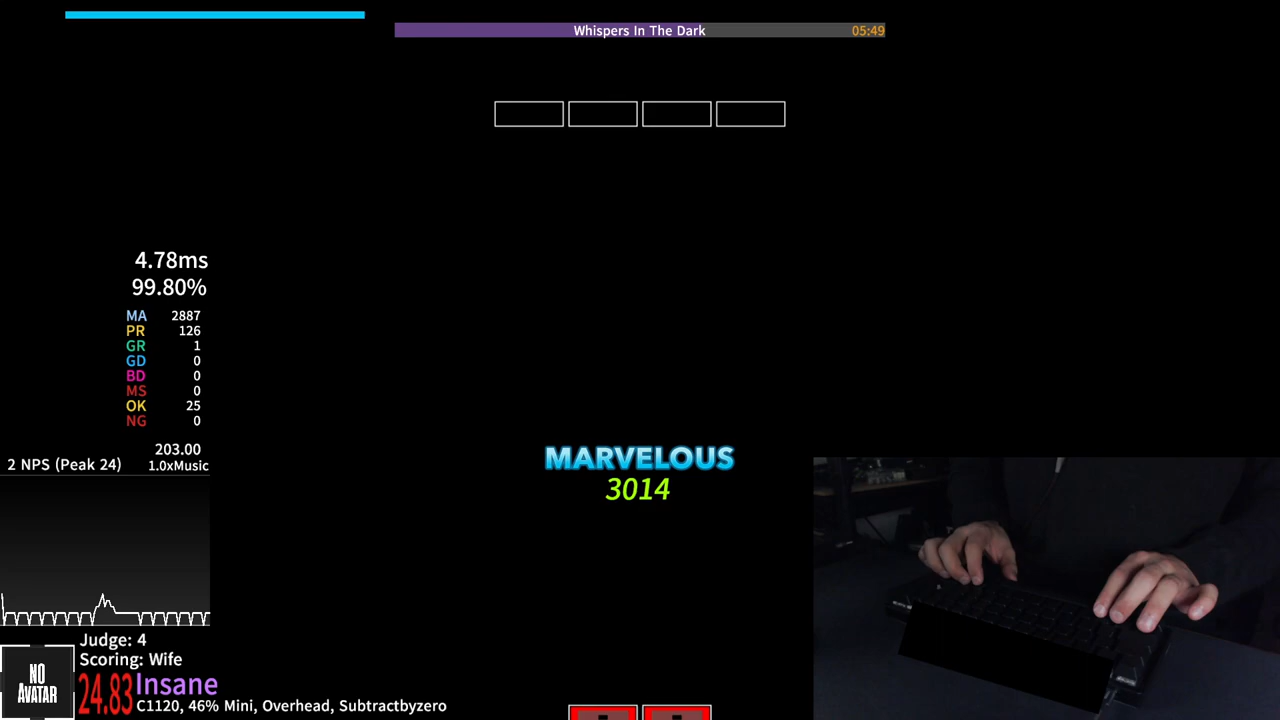 Whispers In The Dark 05:49
4.78ms
99.80%
MA 2887
PR 126
GR 1
GD 0
BD 0
MS 0
OK 25
NG 0
203.00
2 NPS (Peak 24) 1.0xMusic
MARVELOUS
3014
Judge: 4
Scoring: Wife
NO AVATAR
24.83 Insane
C1120, 46% Mini, Overhead, Subtractbyzero